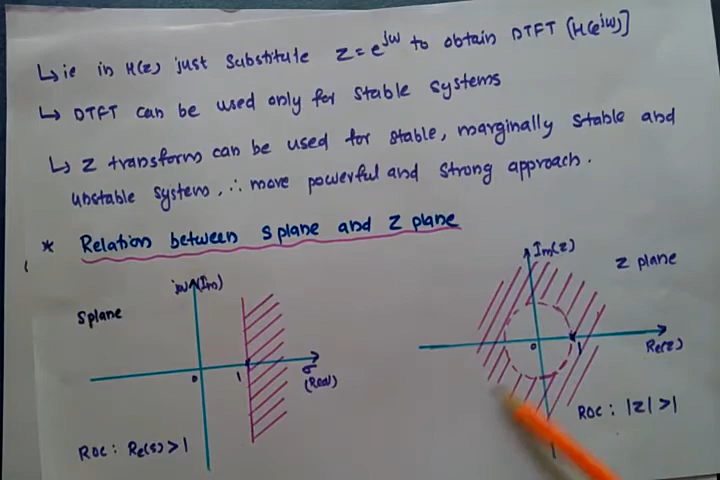 ↳ ie in H(z) just substitute z = e^jω to obtain DTFT [H(e^jω)]
↳ DTFT can be used only for stable systems
↳ Z transform can be used for stable, marginally stable and
unstable system, ∴ more powerful and strong approach.
* Relation between s plane and Z plane
S plane
jω (Im)
0
1
σ
(Real)
ROC: Re(s) > 1
Im(z)
Z plane
0
1
Re(z)
ROC: |z| > 1